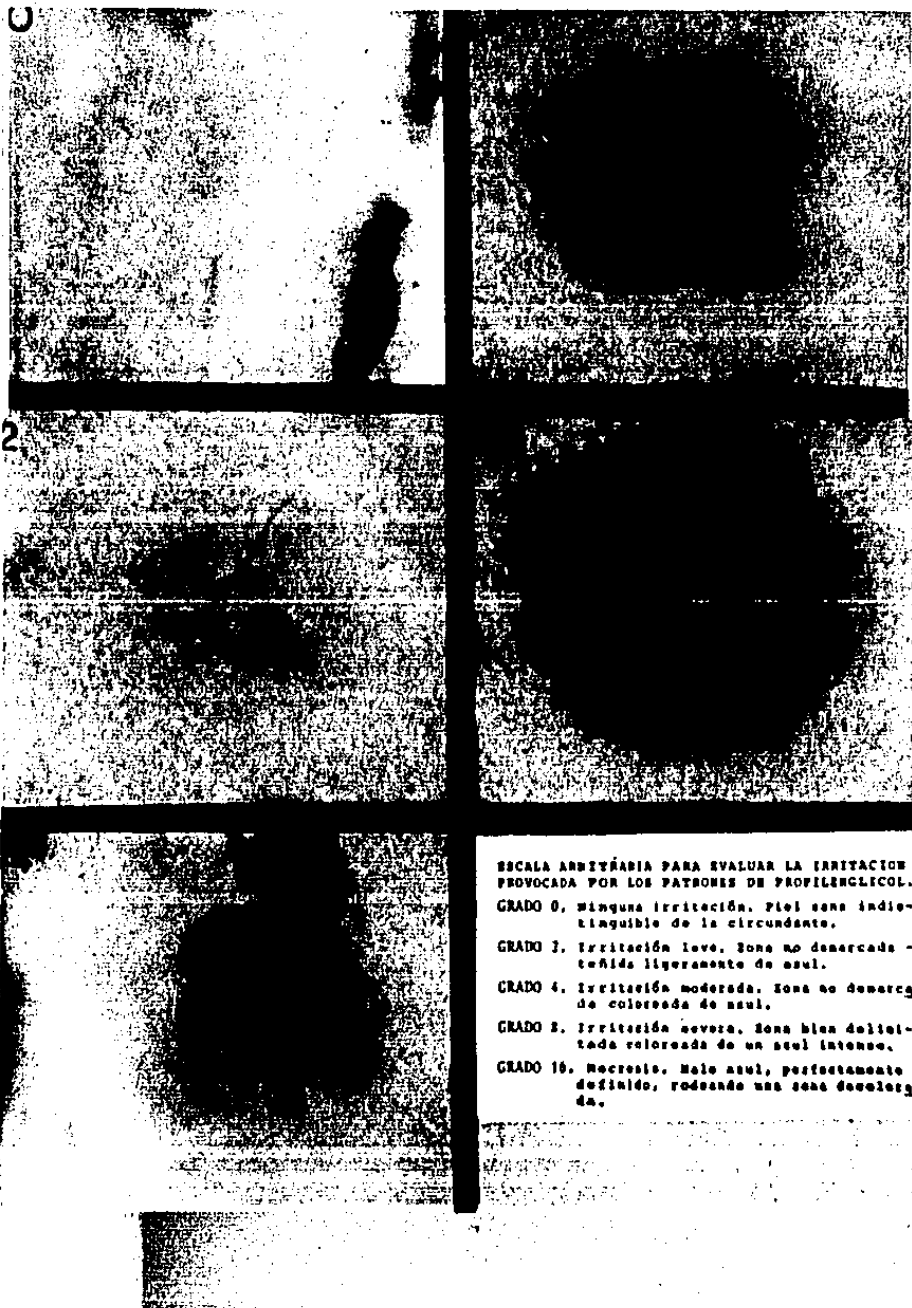 0
2
ESCALA ARBITRARIA PARA EVALUAR LA IRRITACION
PROVOCADA POR LOS PATRONES DE PROPILENGLICOL.
GRADO 0. Ninguna irritación. Piel sana indis-
tinguible de la circundante.
GRADO 2. Irritación leve. Zona no demarcada -
teñida ligeramente de azul.
GRADO 4. Irritación moderada. Zona no demarca
da coloreada de azul.
GRADO 8. Irritación severa. Zona bien delimi-
tada coloreada de un azul intenso.
GRADO 16. Necrosis. Halo azul, perfectamente
definido, rodeando una zona decolora
da.